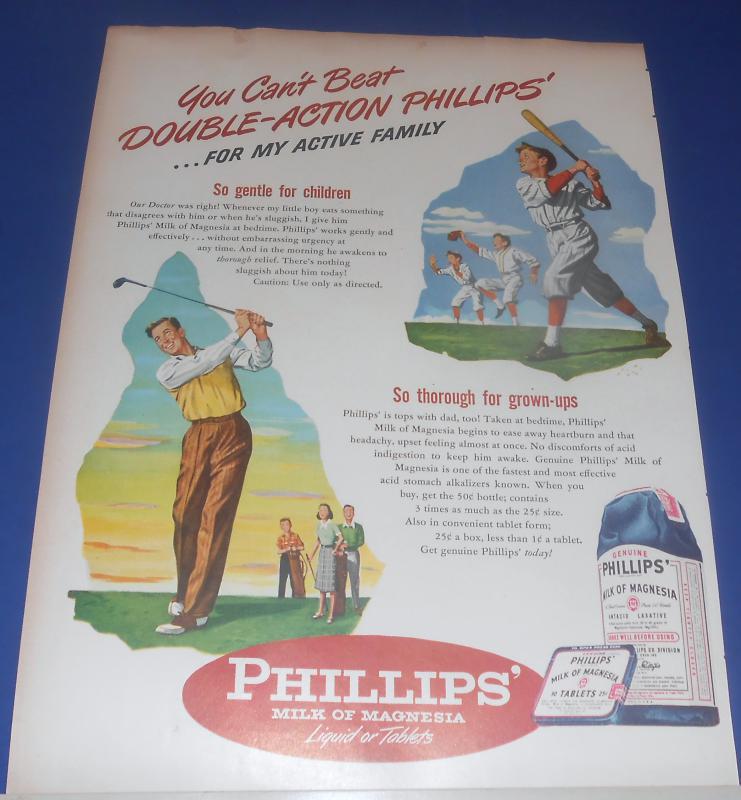 You Can't Beat
DOUBLE-ACTION PHILLIPS'
...FOR MY ACTIVE FAMILY
So gentle for children
Our Doctor was right! Whenever my little boy eats something
that disagrees with him or when he's sluggish, I give him
Phillips' Milk of Magnesia at bedtime. Phillips' works gently and
effectively... without embarrassing urgency at
any time. And in the morning he awakens to
thorough relief. There's nothing
sluggish about him today!
Caution: Use only as directed.
So thorough for grown-ups
Phillips' is tops with dad, too! Taken at bedtime, Phillips'
Milk of Magnesia begins to ease away heartburn and that
headachy, upset feeling almost at once. No discomforts of acid
indigestion to keep him awake. Genuine Phillips' Milk of
Magnesia is one of the fastest and most effective
acid stomach alkalizers known. When you
buy, get the 50¢ bottle; contains
3 times as much as the 25¢ size.
Also in convenient tablet form;
25¢ a box, less than 1¢ a tablet.
Get genuine Phillips' today!
GENUINE
PHILLIPS'
MILK OF MAGNESIA
ANTACID LAXATIVE
SHAKE WELL BEFORE USING
PHILLIPS'
MILK OF MAGNESIA
TABLETS 25¢
PHILLIPS'
MILK OF MAGNESIA
Liquid or Tablets